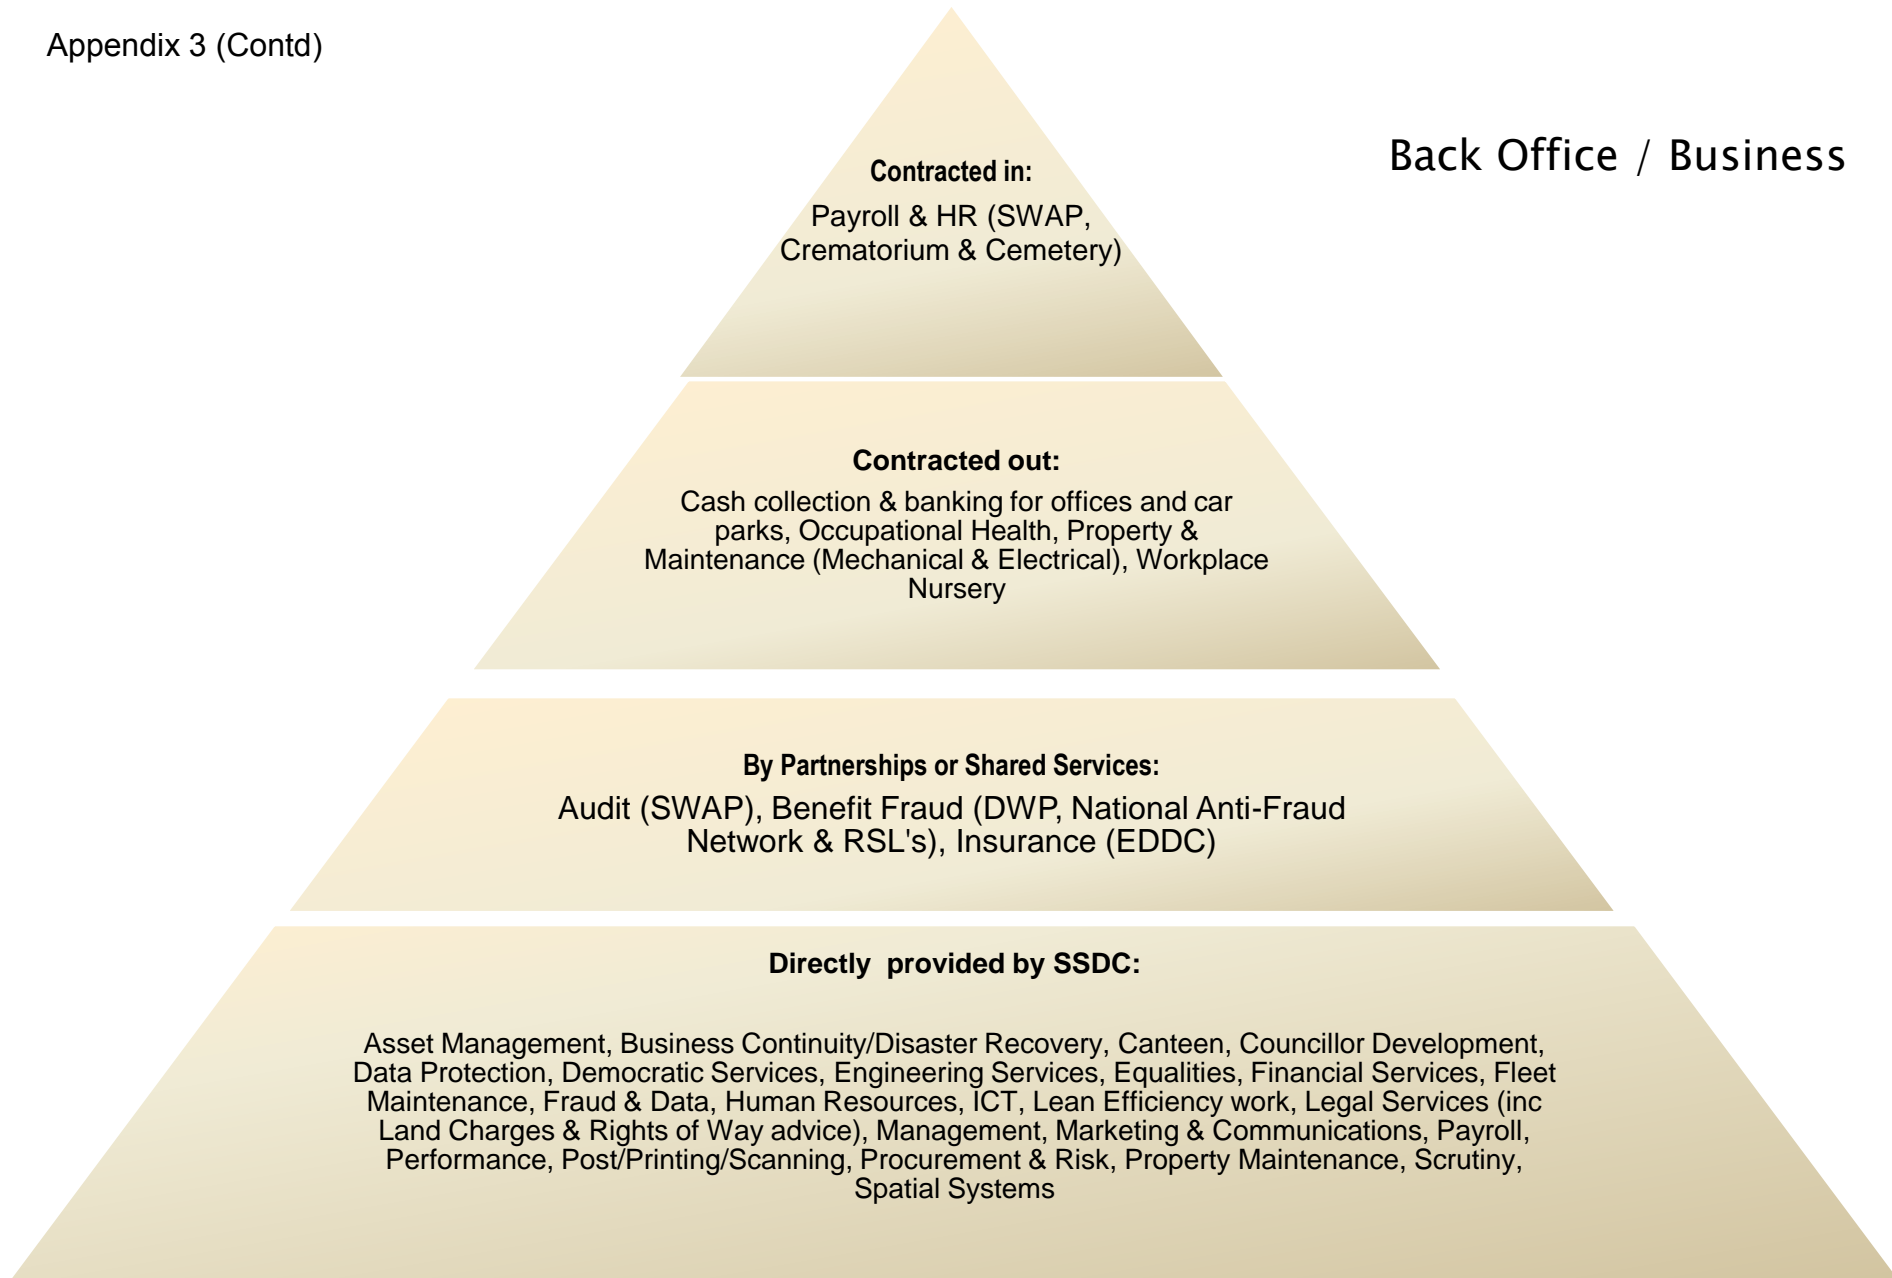 Appendix 3 (Contd)
Back Office / Business
Contracted in:
Payroll & HR (SWAP,
Crematorium & Cemetery)
Contracted out:
Cash collection & banking for offices and car
parks, Occupational Health, Property &
Maintenance (Mechanical & Electrical), Workplace
Nursery
By Partnerships or Shared Services:
Audit (SWAP), Benefit Fraud (DWP, National Anti-Fraud
Network & RSL's), Insurance (EDDC)
Directly  provided by SSDC:
Asset Management, Business Continuity/Disaster Recovery, Canteen, Councillor Development,
Data Protection, Democratic Services, Engineering Services, Equalities, Financial Services, Fleet
Maintenance, Fraud & Data, Human Resources, ICT, Lean Efficiency work, Legal Services (inc
Land Charges & Rights of Way advice), Management, Marketing & Communications, Payroll,
Performance, Post/Printing/Scanning, Procurement & Risk, Property Maintenance, Scrutiny,
Spatial Systems